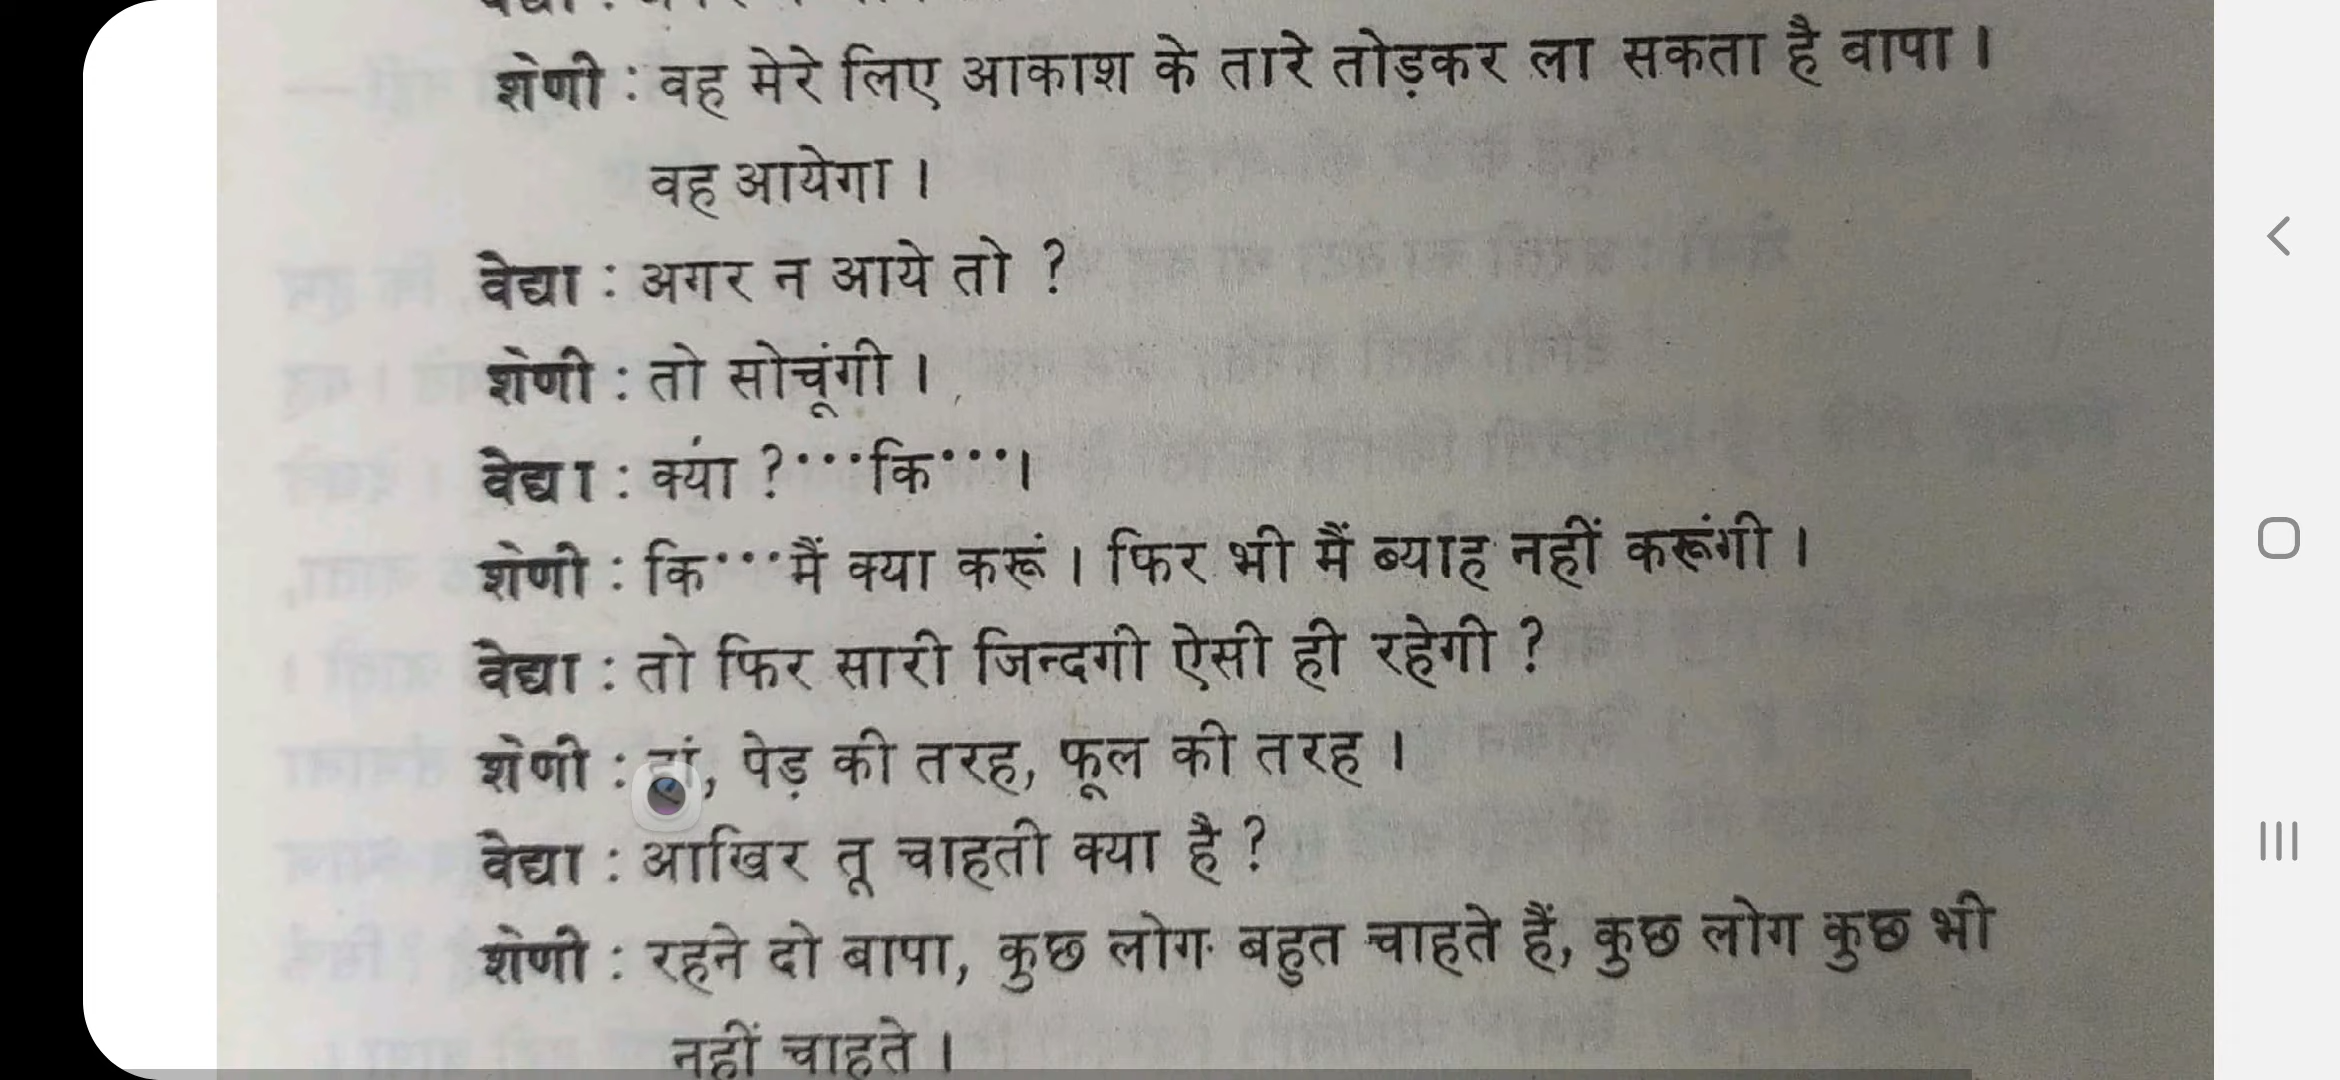 शेणी : वह मेरे लिए आकाश के तारे तोड़कर ला सकता है बापा ।
वह आयेगा ।
वेद्या : अगर न आये तो ?
शेणी : तो सोचूंगी ।
वेद्या : क्यां ?···कि···।
शेणी : कि···मैं क्या करूं । फिर भी मैं ब्याह नहीं करूंगी ।
वेद्या : तो फिर सारी जिन्दगी ऐसी ही रहेगी ?
शेणी : हां, पेड़ की तरह, फूल की तरह ।
वेद्या : आखिर तू चाहती क्या है ?
शेणी : रहने दो बापा, कुछ लोग बहुत चाहते हैं, कुछ लोग कुछ भी
नहीं चाहते ।